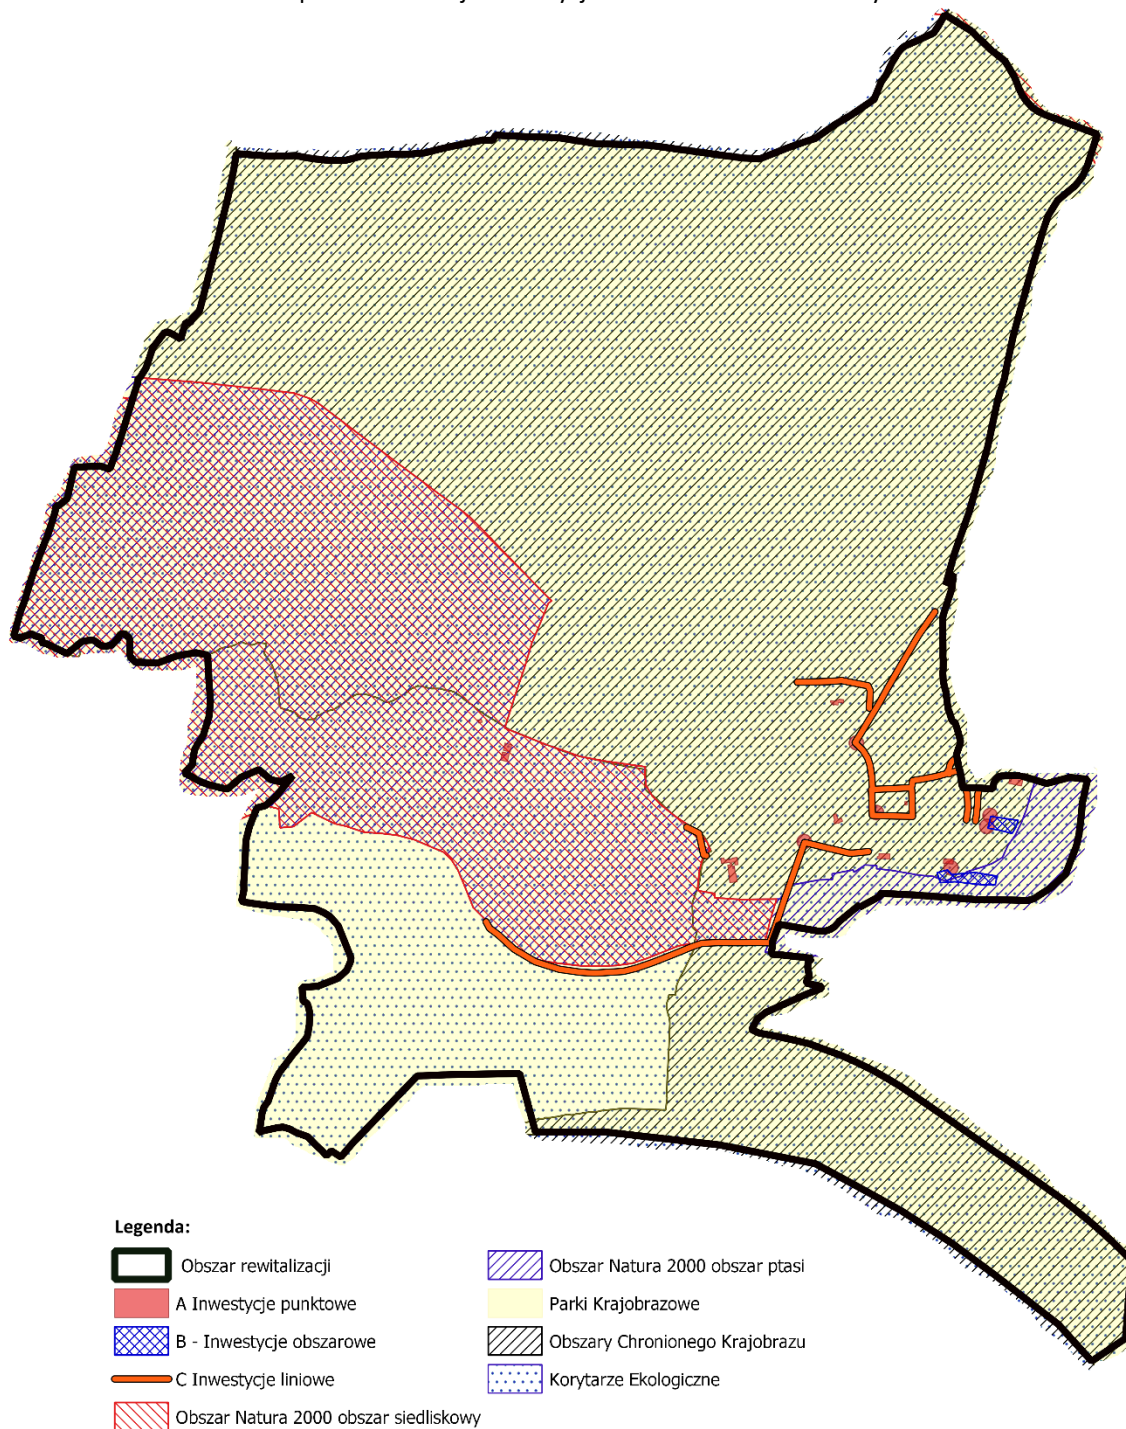 Legenda:
Obszar rewitalizacji
A Inwestycje punktowe
B - Inwestycje obszarowe
C Inwestycje liniowe
Obszar Natura 2000 obszar siedliskowy
Obszar Natura 2000 obszar ptasi
Parki Krajobrazowe
Obszary Chronionego Krajobrazu
Korytarze Ekologiczne